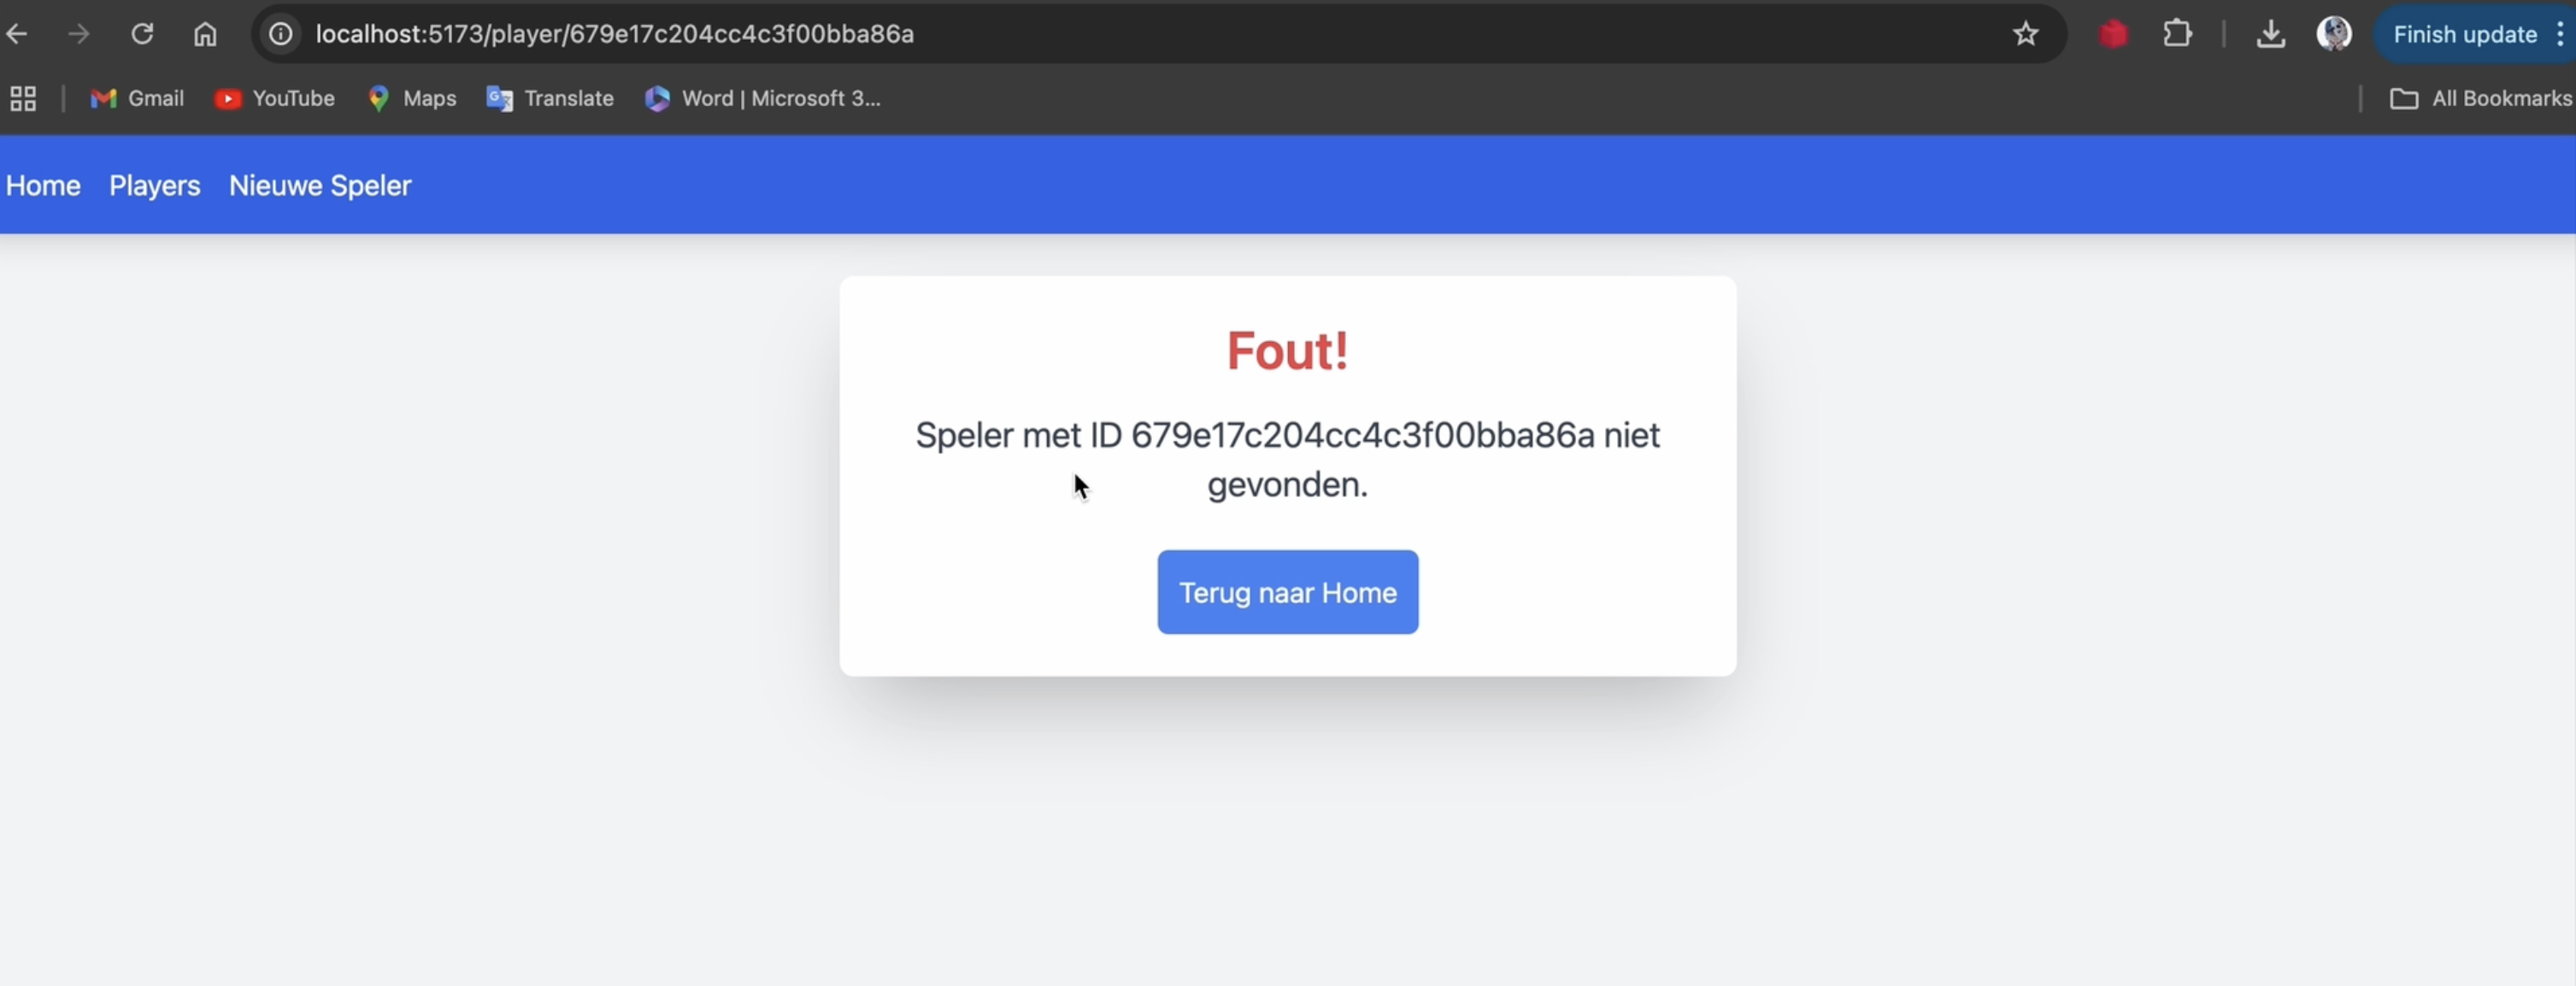 localhost:5173/player/679e17c204cc4c3f00bba86a
Finish update
Gmail YouTube Maps Translate Word | Microsoft 3... All Bookmarks
Home Players Nieuwe Speler
Fout!
Speler met ID 679e17c204cc4c3f00bba86a niet
gevonden.
Terug naar Home